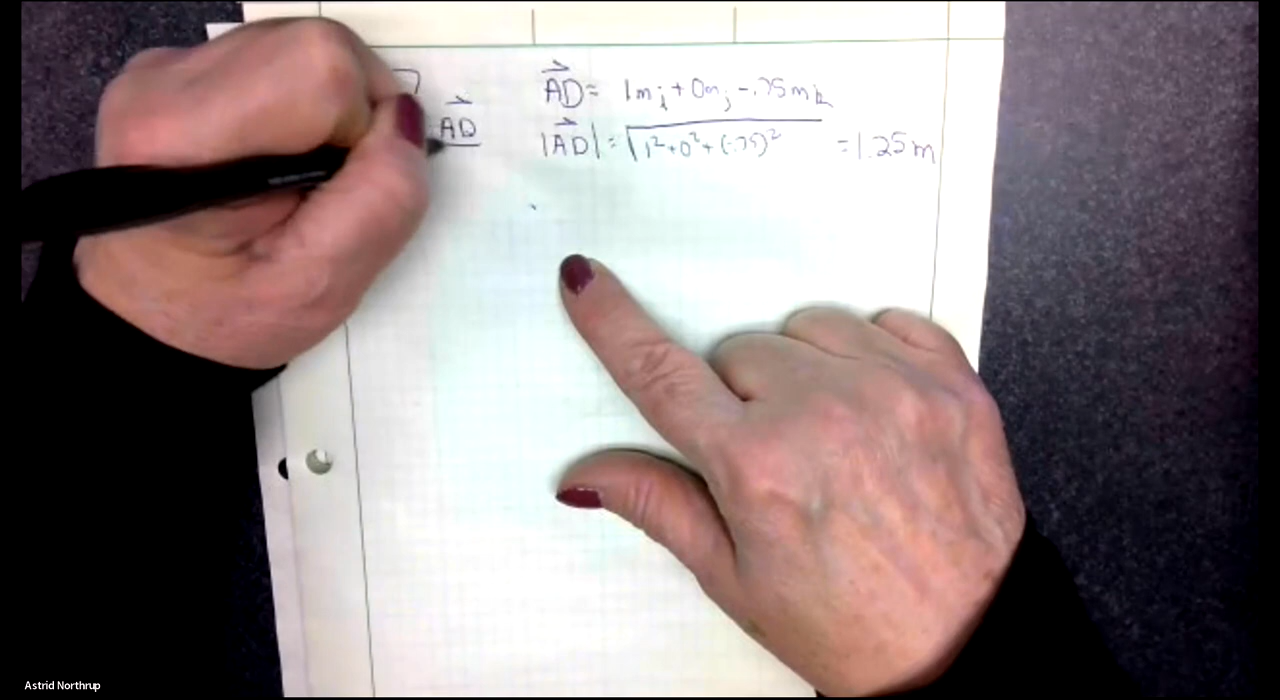 AD⃗ = 1m i + 0m j - .75m k
AD⃗
|AD⃗| = √1² + 0² + (-.75)² = 1.25m
Astrid Northrup